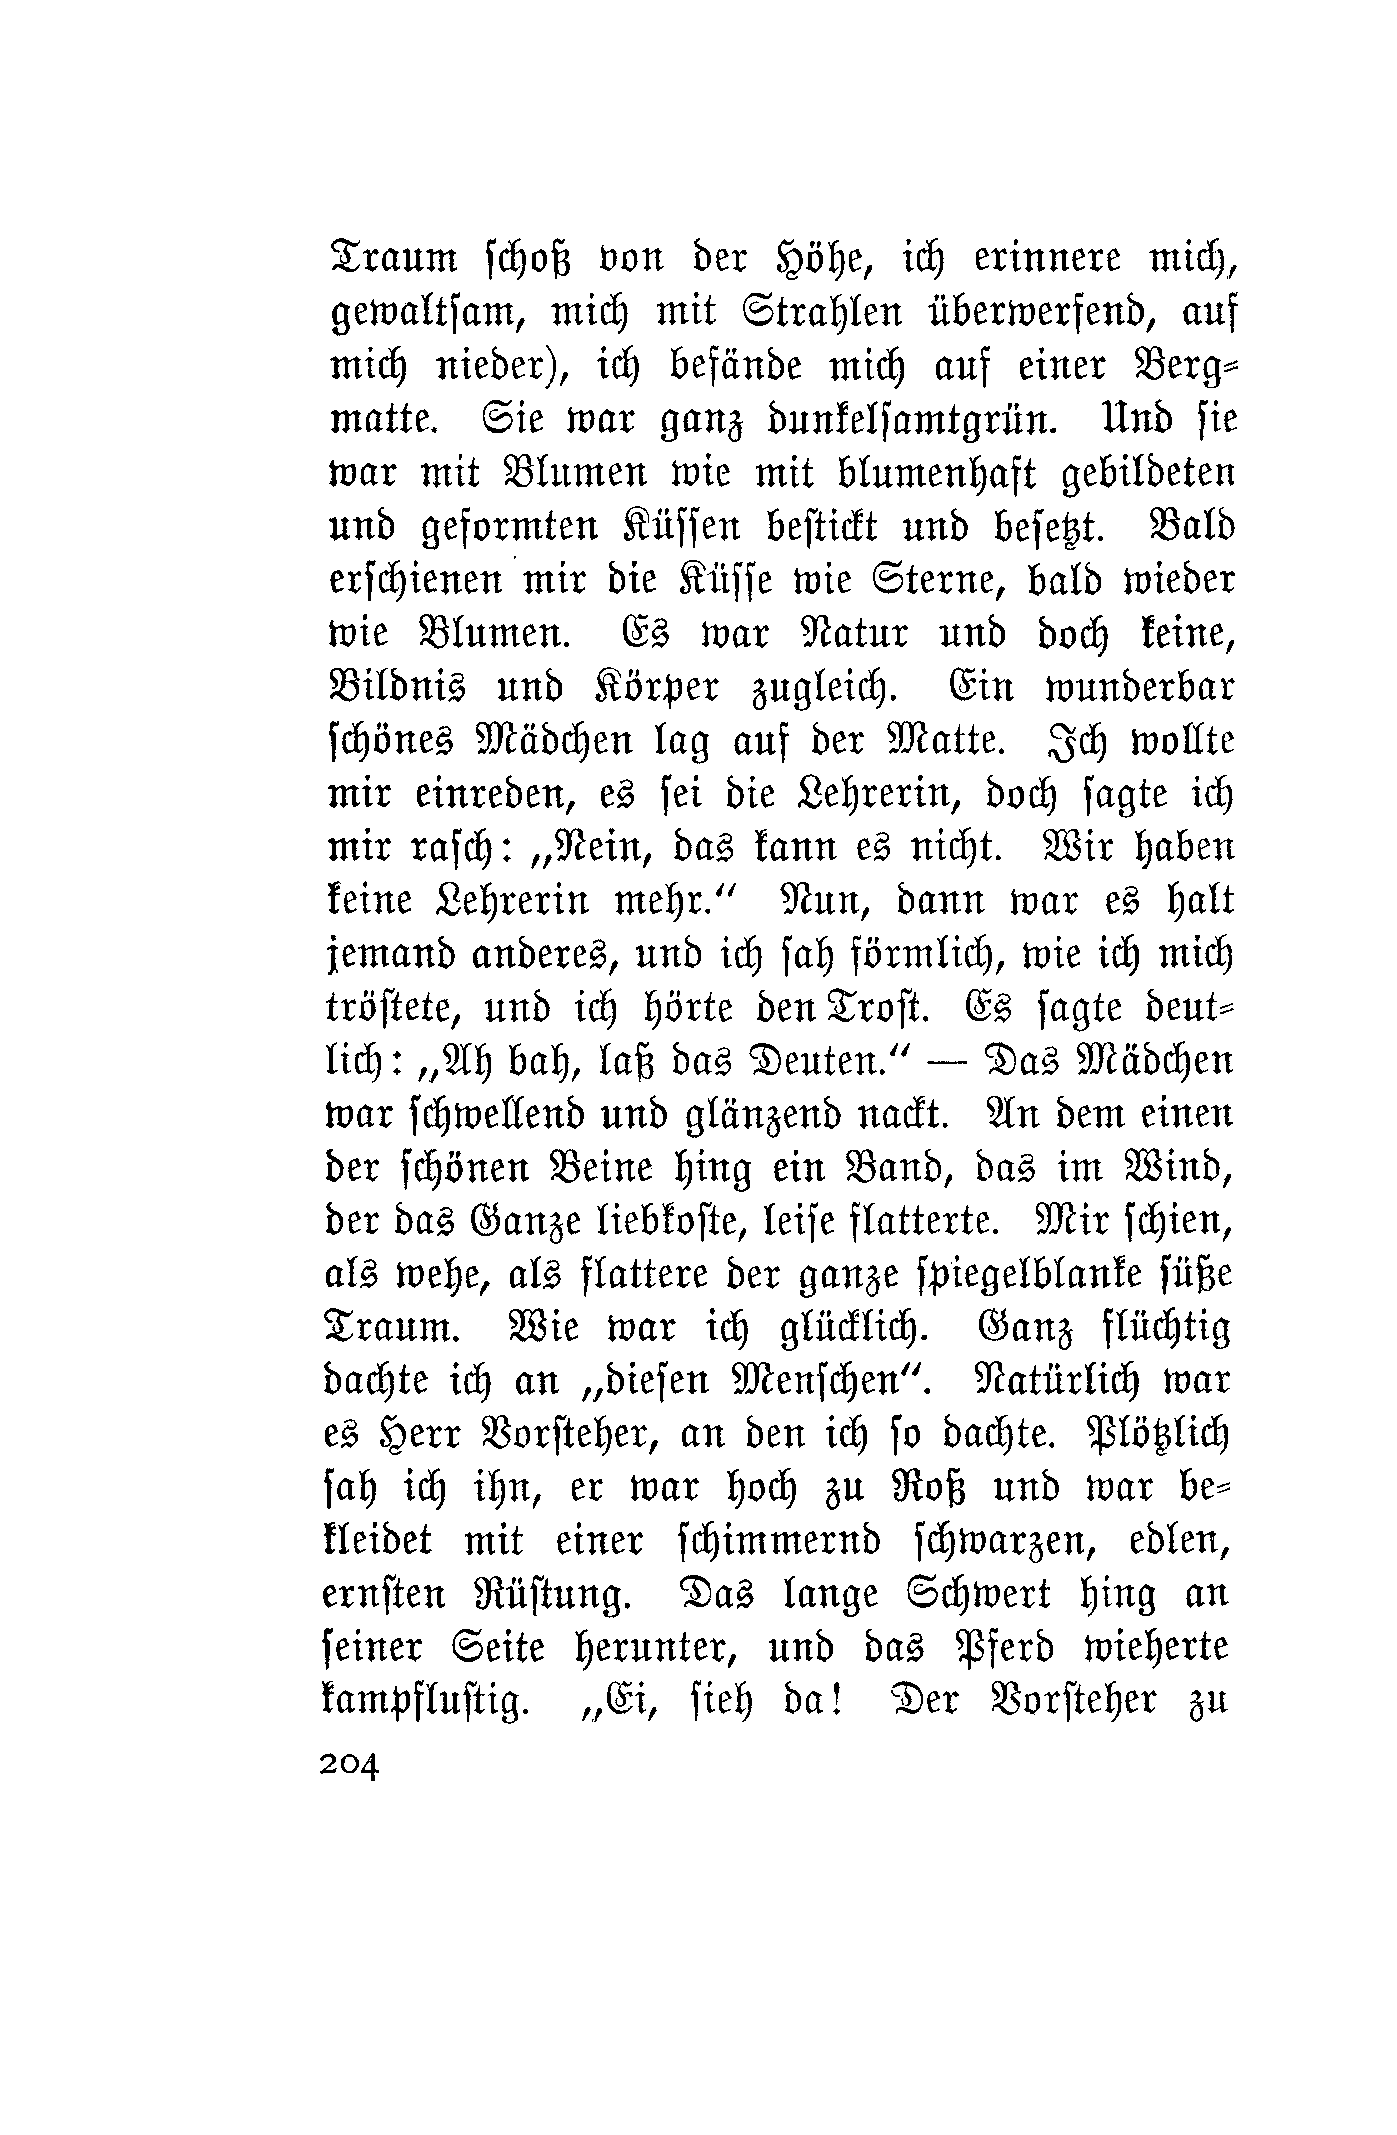 Traum schoß von der Höhe, ich erinnere mich,
gewaltsam, mich mit Strahlen überwerfend, auf
mich nieder), ich befände mich auf einer Berg-
matte. Sie war ganz dunkelsamtgrün. Und sie
war mit Blumen wie mit blumenhaft gebildeten
und geformten Küssen bestickt und besetzt. Bald
erschienen mir die Küsse wie Sterne, bald wieder
wie Blumen. Es war Natur und doch keine,
Bildnis und Körper zugleich. Ein wunderbar
schönes Mädchen lag auf der Matte. Ich wollte
mir einreden, es sei die Lehrerin, doch sagte ich
mir rasch: „Nein, das kann es nicht. Wir haben
keine Lehrerin mehr.“ Nun, dann war es halt
jemand anderes, und ich sah förmlich, wie ich mich
tröstete, und ich hörte den Trost. Es sagte deut-
lich: „Ah bah, laß das Deuten.“ — Das Mädchen
war schwellend und glänzend nackt. An dem einen
der schönen Beine hing ein Band, das im Wind,
der das Ganze liebkoste, leise flatterte. Mir schien,
als wehe, als flattere der ganze spiegelblanke süße
Traum. Wie war ich glücklich. Ganz flüchtig
dachte ich an „diesen Menschen“. Natürlich war
es Herr Vorsteher, an den ich so dachte. Plötzlich
sah ich ihn, er war hoch zu Roß und war be-
kleidet mit einer schimmernd schwarzen, edlen,
ernsten Rüstung. Das lange Schwert hing an
seiner Seite herunter, und das Pferd wieherte
kampflustig. „Ei, sieh da! Der Vorsteher zu
204